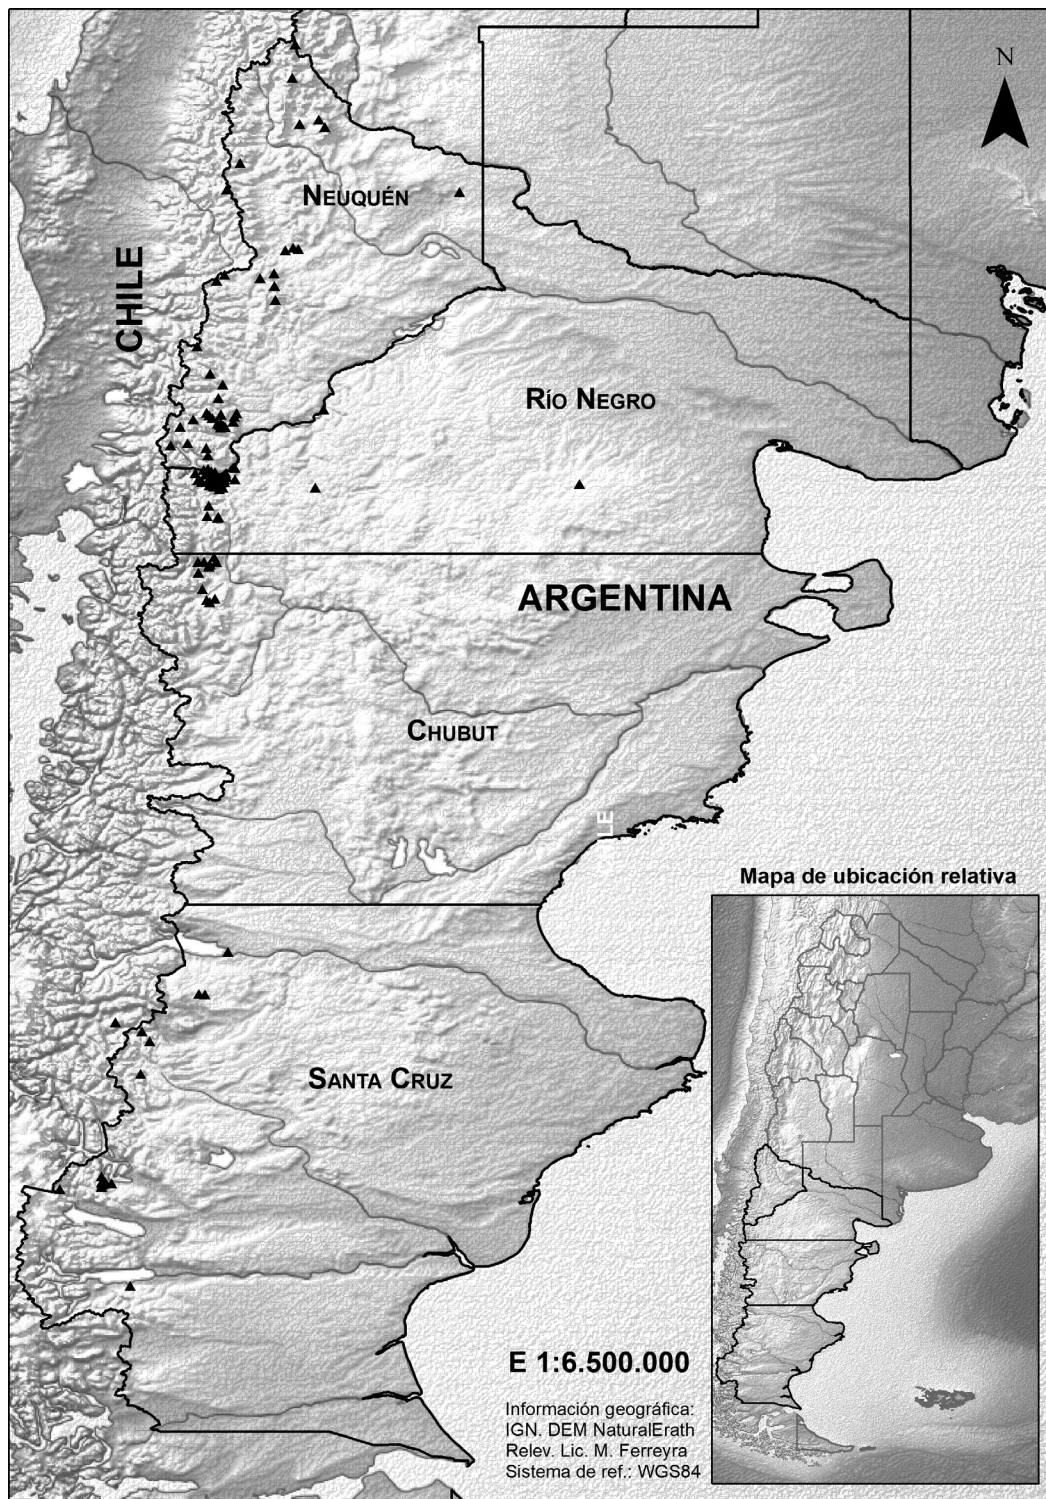 N
NEUQUÉN
CHILE
RÍO NEGRO
ARGENTINA
CHUBUT
LE
Mapa de ubicación relativa
SANTA CRUZ
E 1:6.500.000
Información geográfica:
IGN. DEM NaturalErath
Relev. Lic. M. Ferreyra
Sistema de ref.: WGS84